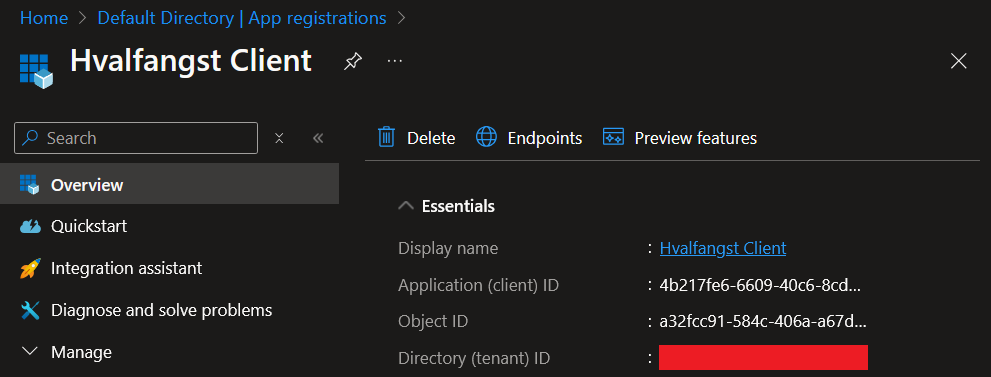 Home > Default Directory | App registrations >
Hvalfangst Client ...
Search
Delete Endpoints Preview features
Overview
Quickstart
Integration assistant
Diagnose and solve problems
Manage
Essentials
Display name : Hvalfangst Client
Application (client) ID : 4b217fe6-6609-40c6-8cd...
Object ID : a32fcc91-584c-406a-a67d...
Directory (tenant) ID :